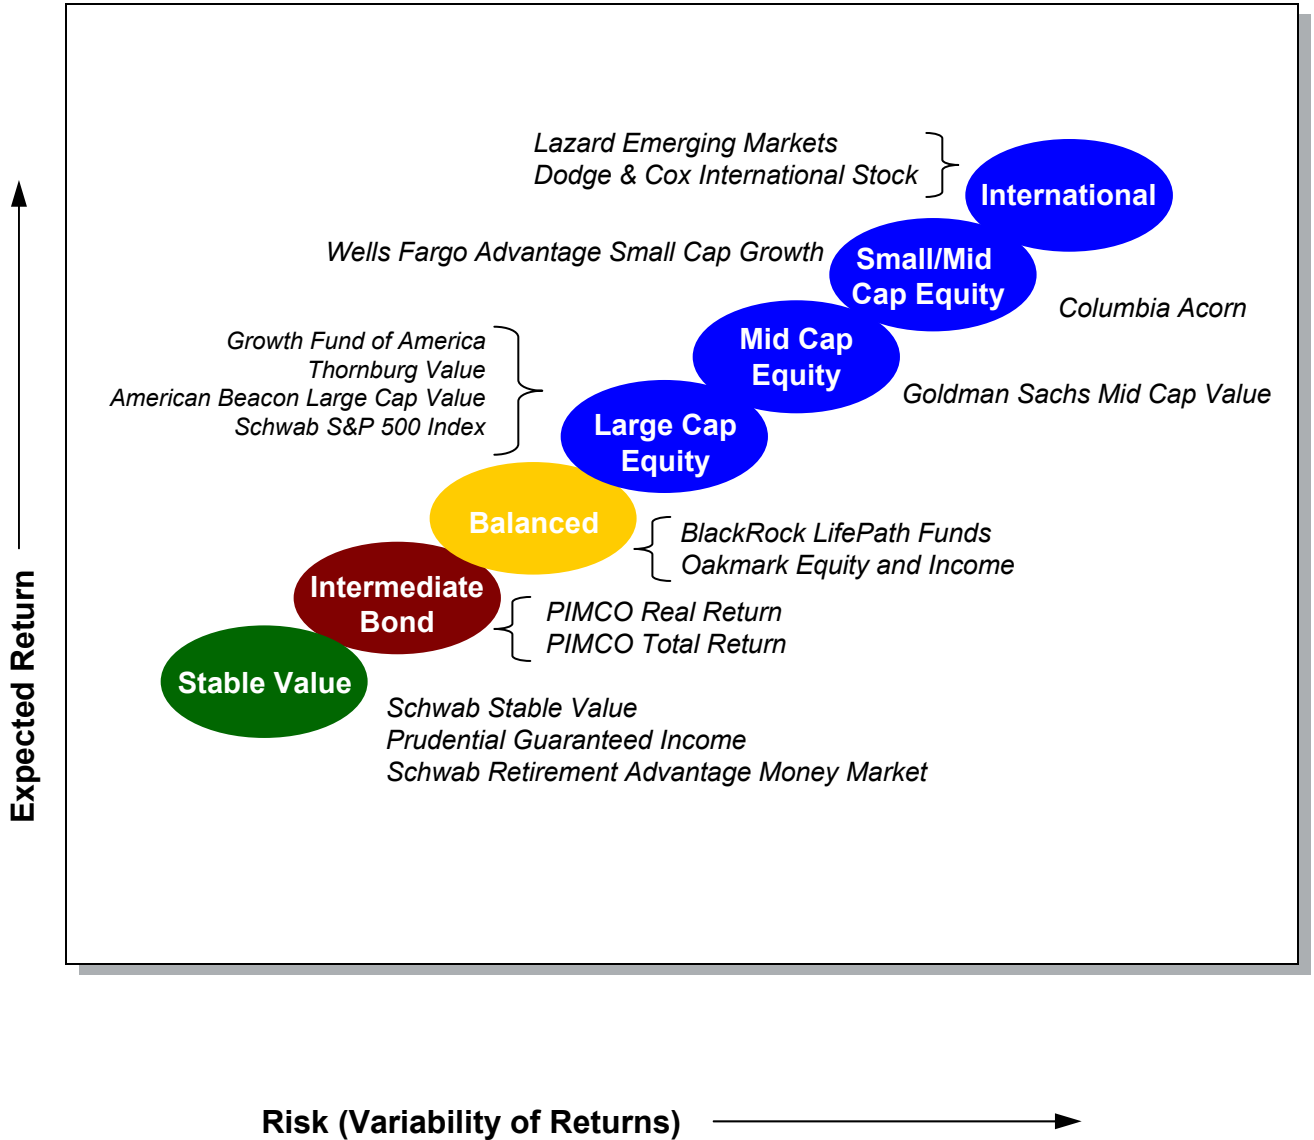 Lazard Emerging Markets
Dodge & Cox International Stock
International
Wells Fargo Advantage Small Cap Growth
Small/Mid
Cap Equity
Columbia Acorn
Growth Fund of America
Thornburg Value
American Beacon Large Cap Value
Schwab S&P 500 Index
Mid Cap
Equity
Goldman Sachs Mid Cap Value
Large Cap
Equity
Balanced
BlackRock LifePath Funds
Oakmark Equity and Income
Intermediate
Bond
PIMCO Real Return
PIMCO Total Return
Stable Value
Schwab Stable Value
Prudential Guaranteed Income
Schwab Retirement Advantage Money Market
Expected Return
Risk (Variability of Returns)